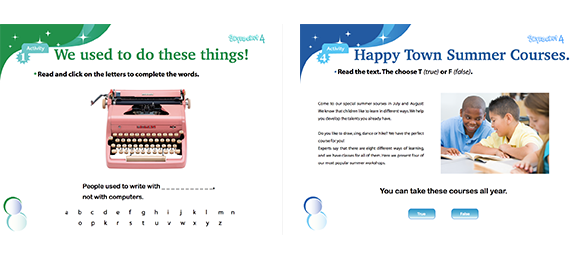 Activity
1
We used to do these things!
• Read and click on the letters to complete the words.
People used to write with _ _ _ _ _ _ _ _ _ _,
not with computers.
a b c d e f g h i j k l m n
o p k r s t u v w x y z
4
Activity
4
Happy Town Summer Courses.
• Read the text. The choose T (true) or F (false).
Come to our special summer courses in July and August
We know that children like to learn in different ways. We help
you develop the talents you already have.
Do you like to draw, sing dance or hike? We have the perfect
course for you!
Experts say that there are eight different ways of learning,
and we have classes for all of them. Here we present four of
our most popular summer workshops.
You can take these courses all year.
True
False
4